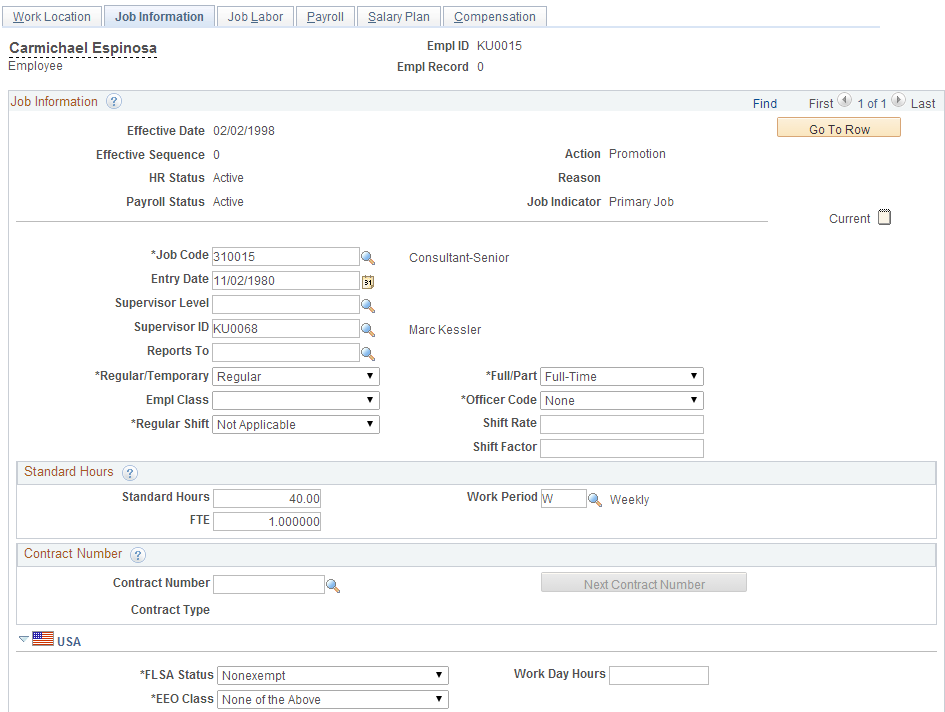 Work Location Job Information Job Labor Payroll Salary Plan Compensation
Carmichael Espinosa Empl ID KU0015
Employee Empl Record 0
Job Information ? Find First 1 of 1 Last
Effective Date 02/02/1998 Go To Row
Effective Sequence 0 Action Promotion
HR Status Active Reason
Payroll Status Active Job Indicator Primary Job
Current
*Job Code 310015 Consultant-Senior
Entry Date 11/02/1980 31
Supervisor Level
Supervisor ID KU0068 Marc Kessler
Reports To
*Regular/Temporary Regular *Full/Part Full-Time
Empl Class *Officer Code None
*Regular Shift Not Applicable Shift Rate
Shift Factor
Standard Hours ?
Standard Hours 40.00 Work Period W Weekly
FTE 1.000000
Contract Number ?
Contract Number Next Contract Number
Contract Type
USA
*FLSA Status Nonexempt Work Day Hours
*EEO Class None of the Above